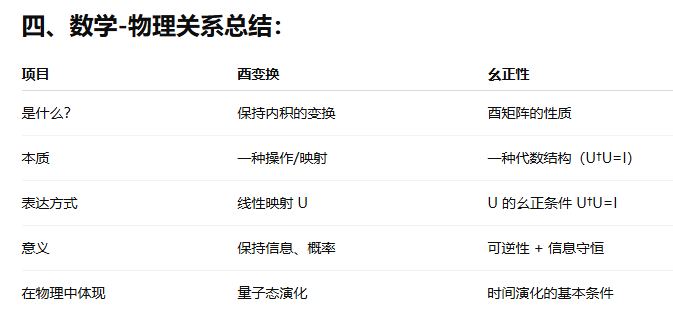 四、数学-物理关系总结：
项目 酉变换 幺正性
是什么？ 保持内积的变换 酉矩阵的性质
本质 一种操作/映射 一种代数结构（U†U=I）
表达方式 线性映射 U U 的幺正条件 U†U=I
意义 保持信息、概率 可逆性 + 信息守恒
在物理中体现 量子态演化 时间演化的基本条件